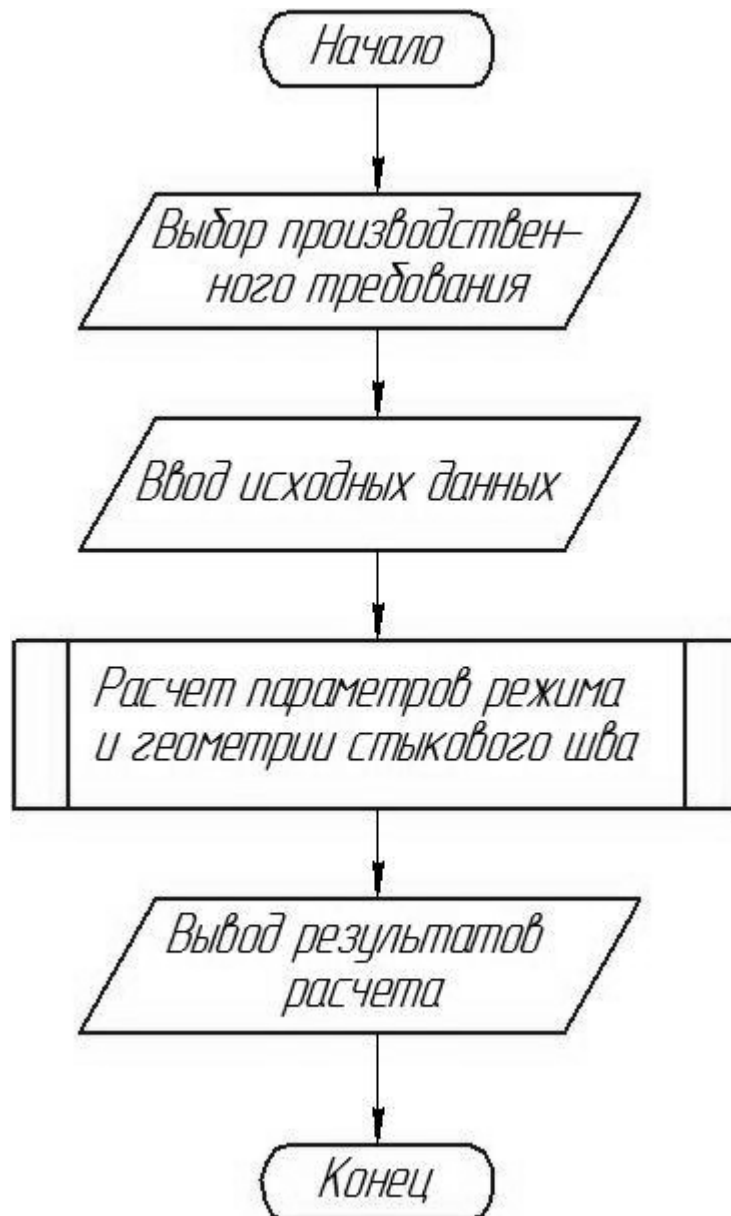 Начало
Выбор производствен-
ного требования
Ввод исходных данных
Расчет параметров режима
и геометрии стыкового шва
Вывод результатов
расчета
Конец